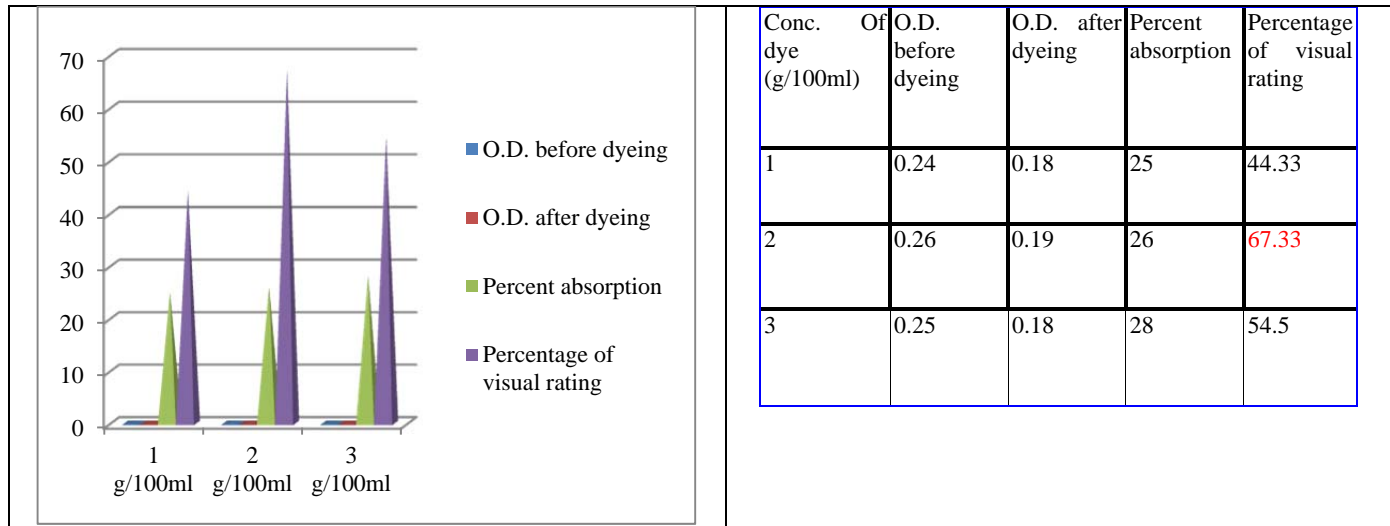 70
60
50
40
30
20
10
0
1
g/100ml
2
g/100ml
3
g/100ml
O.D. before dyeing
O.D. after dyeing
Percent absorption
Percentage of
visual rating
Conc. Of
dye
(g/100ml)
O.D.
before
dyeing
O.D. after
dyeing
Percent
absorption
Percentage
of visual
rating
1 0.24 0.18 25 44.33
2 0.26 0.19 26 67.33
3 0.25 0.18 28 54.5